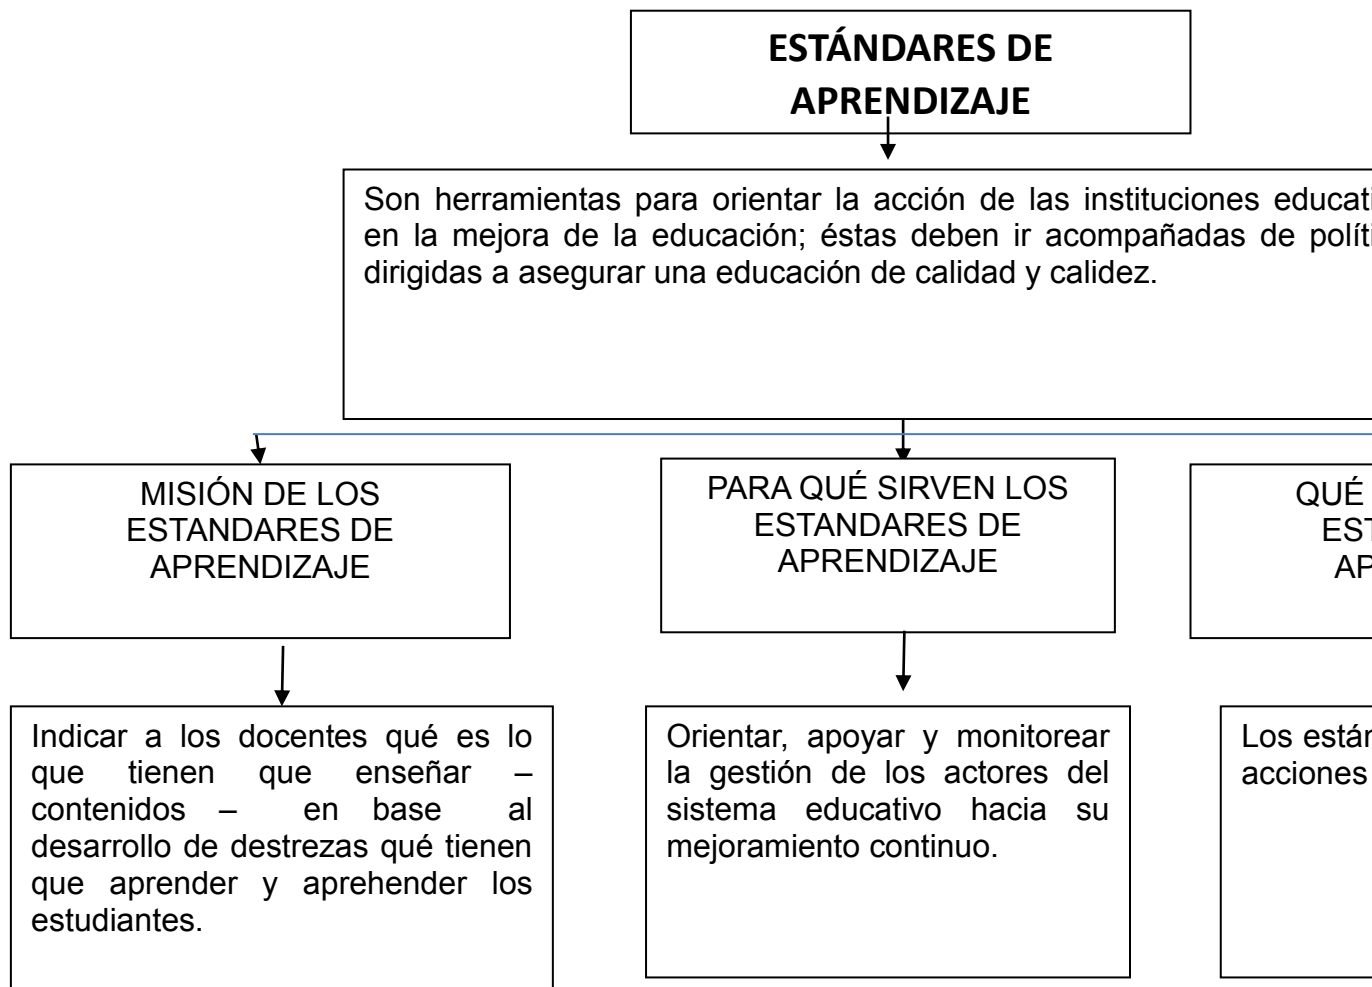 ESTÁNDARES DE
APRENDIZAJE
Son herramientas para orientar la acción de las instituciones educati
en la mejora de la educación; éstas deben ir acompañadas de políti
dirigidas a asegurar una educación de calidad y calidez.
MISIÓN DE LOS
ESTANDARES DE
APRENDIZAJE
PARA QUÉ SIRVEN LOS
ESTANDARES DE
APRENDIZAJE
QUÉ
EST
AP
Indicar a los docentes qué es lo
que tienen que enseñar –
contenidos – en base al
desarrollo de destrezas qué tienen
que aprender y aprehender los
estudiantes.
Orientar, apoyar y monitorear
la gestión de los actores del
sistema educativo hacia su
mejoramiento continuo.
Los están
acciones